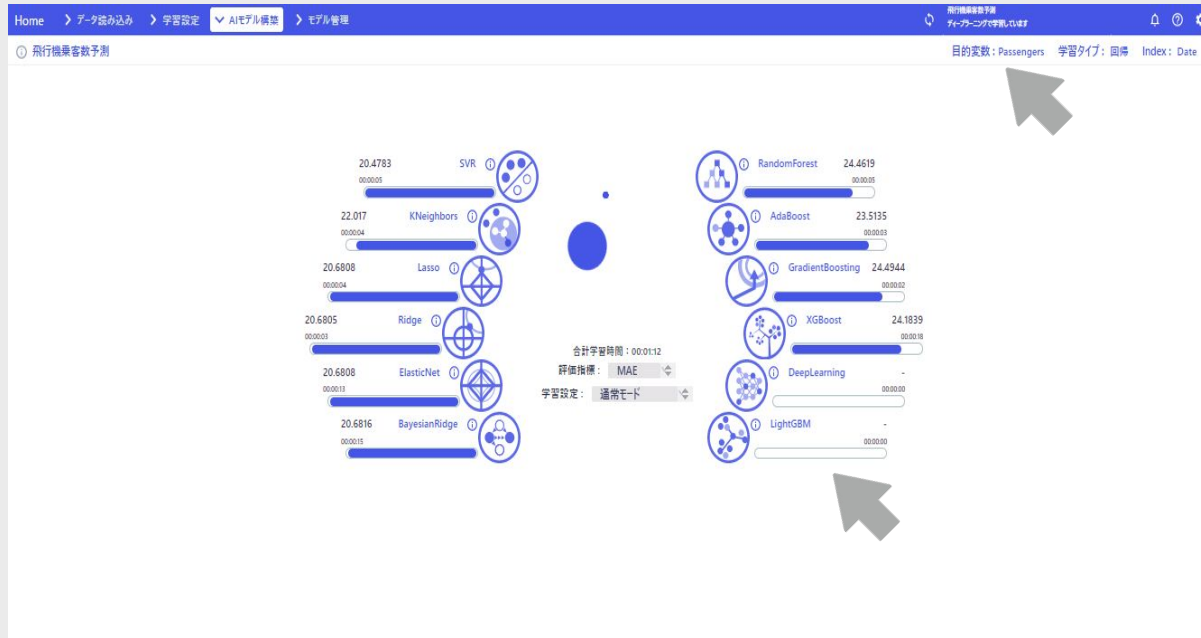 Home データ読み込み 学習設定 AIモデル構築 モデル管理
飛行機乗客数予測
ディープラーニングで学習しています
飛行機乗客数予測
目的変数：Passengers 学習タイプ：回帰 Index：Date
20.4783 SVR
00:00:05
22.017 KNeighbors
00:00:04
20.6808 Lasso
00:00:04
20.6805 Ridge
00:00:03
20.6808 ElasticNet
00:00:13
20.6816 BayesianRidge
00:00:15
合計学習時間：00:01:12
評価指標： MAE
学習設定： 通常モード
RandomForest 24.4619
00:00:05
AdaBoost 23.5135
00:00:03
GradientBoosting 24.4944
00:00:02
XGBoost 24.1839
00:00:18
DeepLearning -
00:00:00
LightGBM -
00:00:00